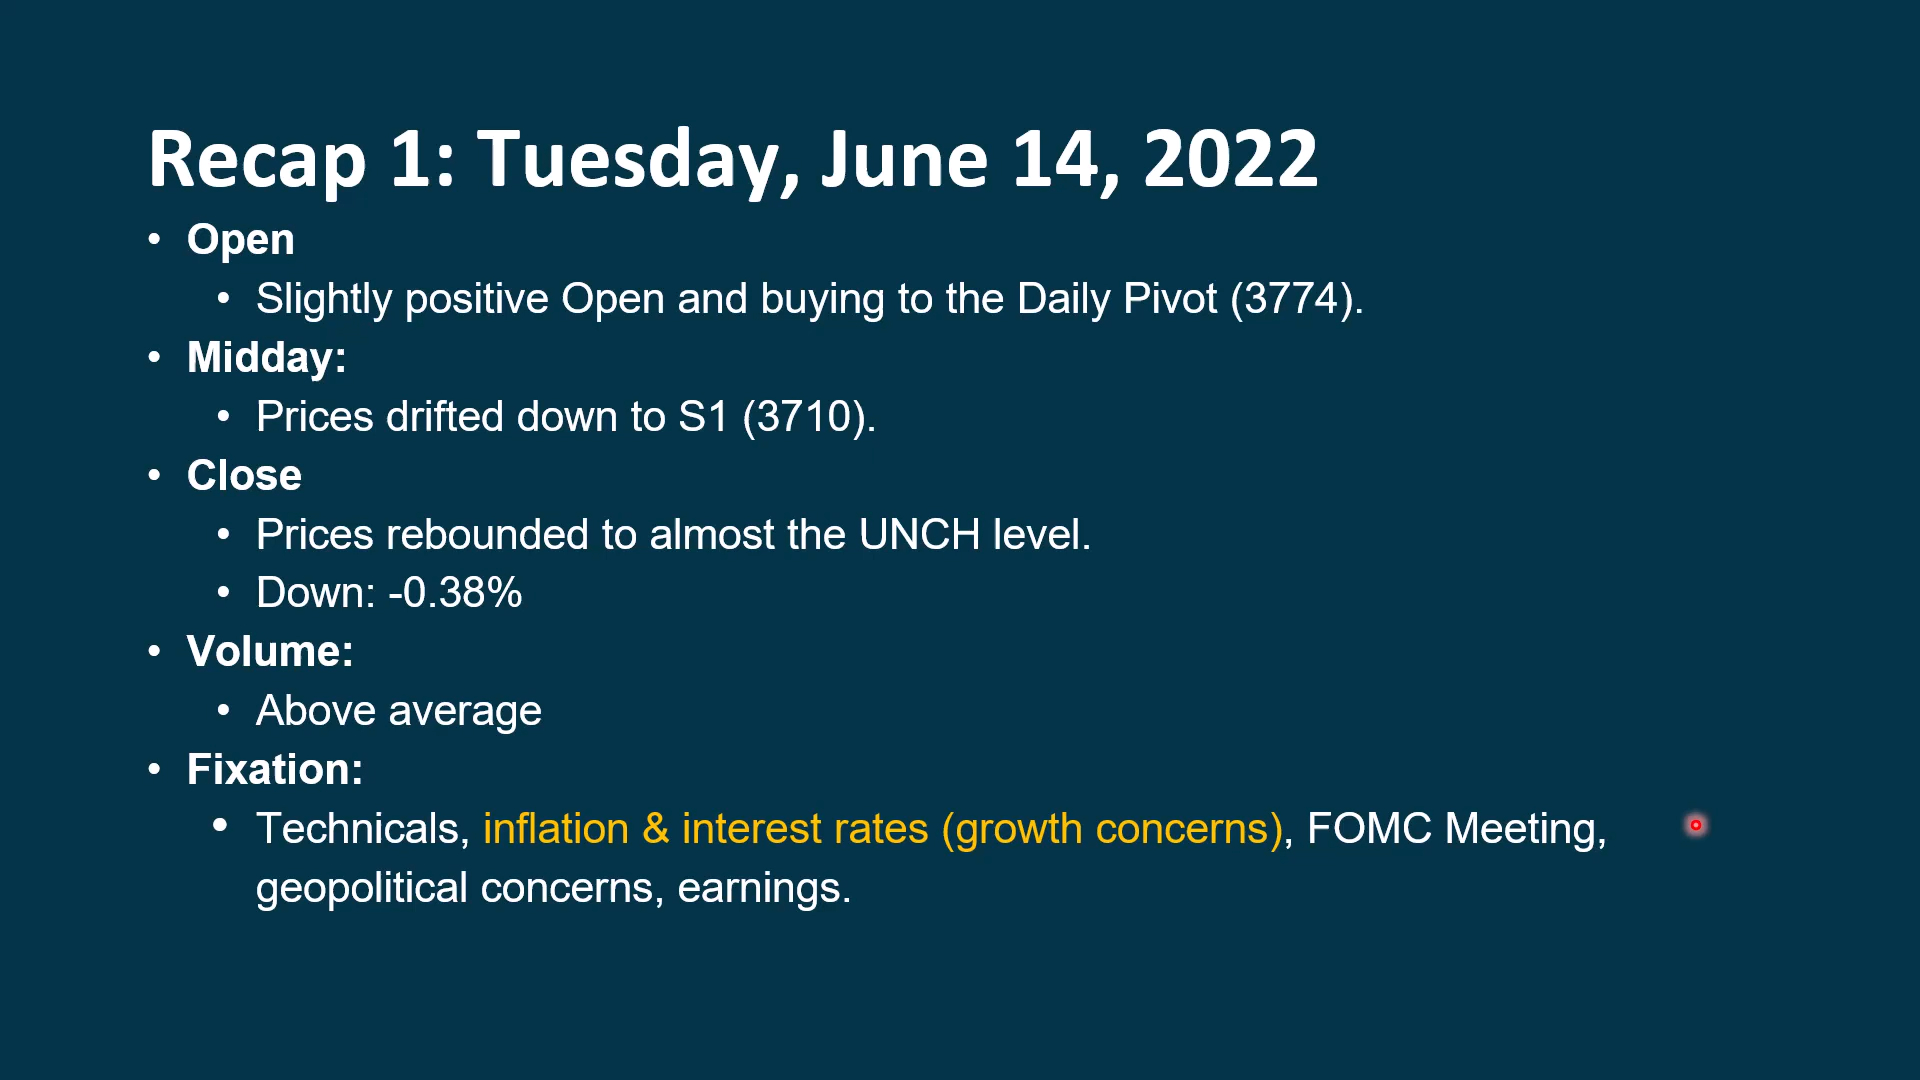 Recap 1: Tuesday, June 14, 2022
• Open
• Slightly positive Open and buying to the Daily Pivot (3774).
• Midday:
• Prices drifted down to S1 (3710).
• Close
• Prices rebounded to almost the UNCH level.
• Down: -0.38%
• Volume:
• Above average
• Fixation:
• Technicals, inflation & interest rates (growth concerns), FOMC Meeting,
geopolitical concerns, earnings.